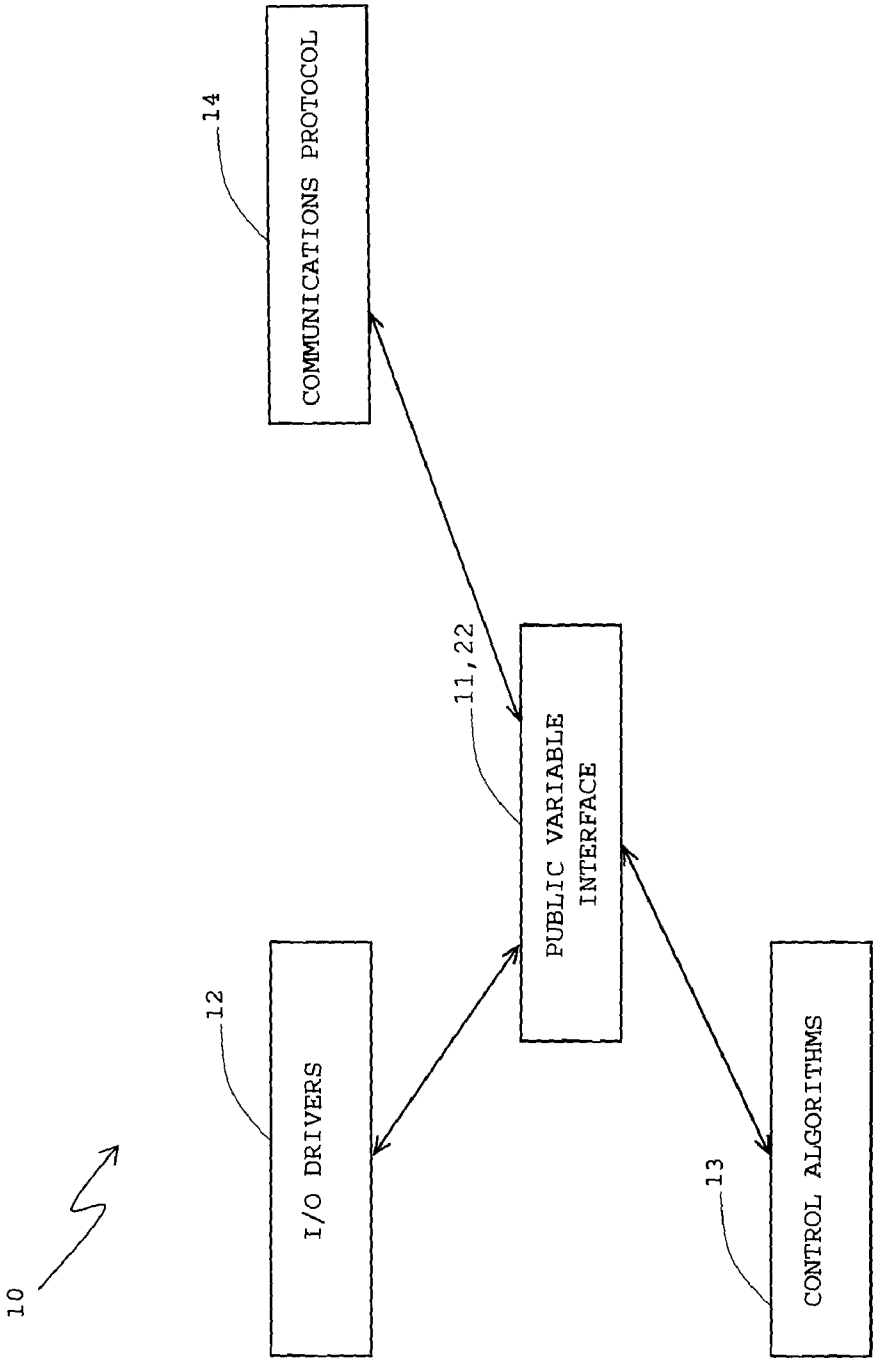 10
12
I/O DRIVERS
14
COMMUNICATIONS PROTOCOL
11,22
PUBLIC VARIABLE
INTERFACE
13
CONTROL ALGORITHMS